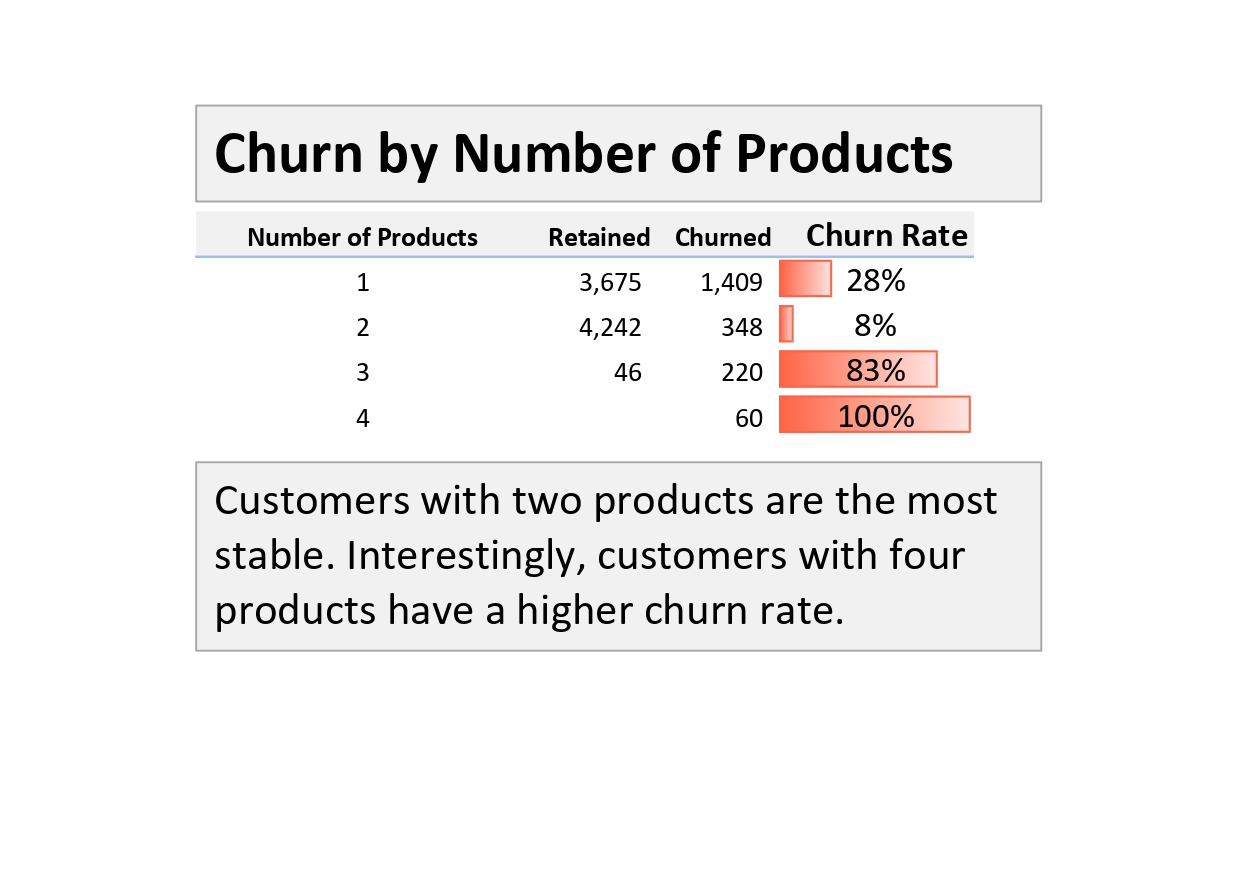 Churn by Number of Products
Number of Products Retained Churned Churn Rate
1 3,675 1,409 28%
2 4,242 348 8%
3 46 220 83%
4 60 100%
Customers with two products are the most
stable. Interestingly, customers with four
products have a higher churn rate.